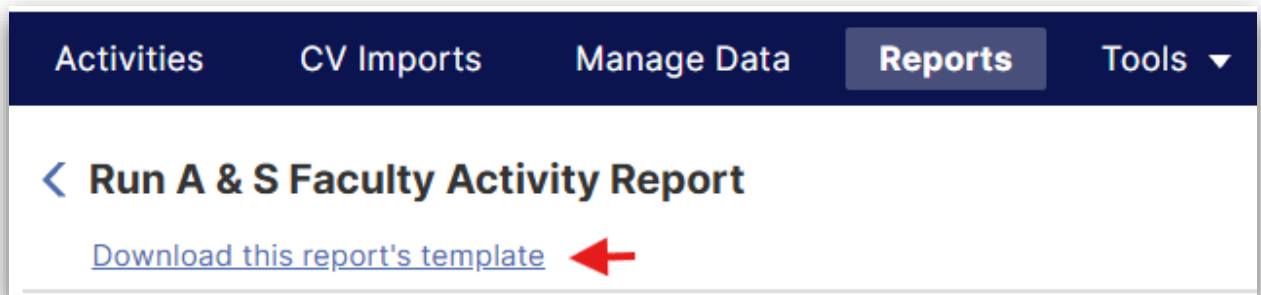 Activities CV Imports Manage Data Reports Tools
Run A & S Faculty Activity Report
Download this report's template